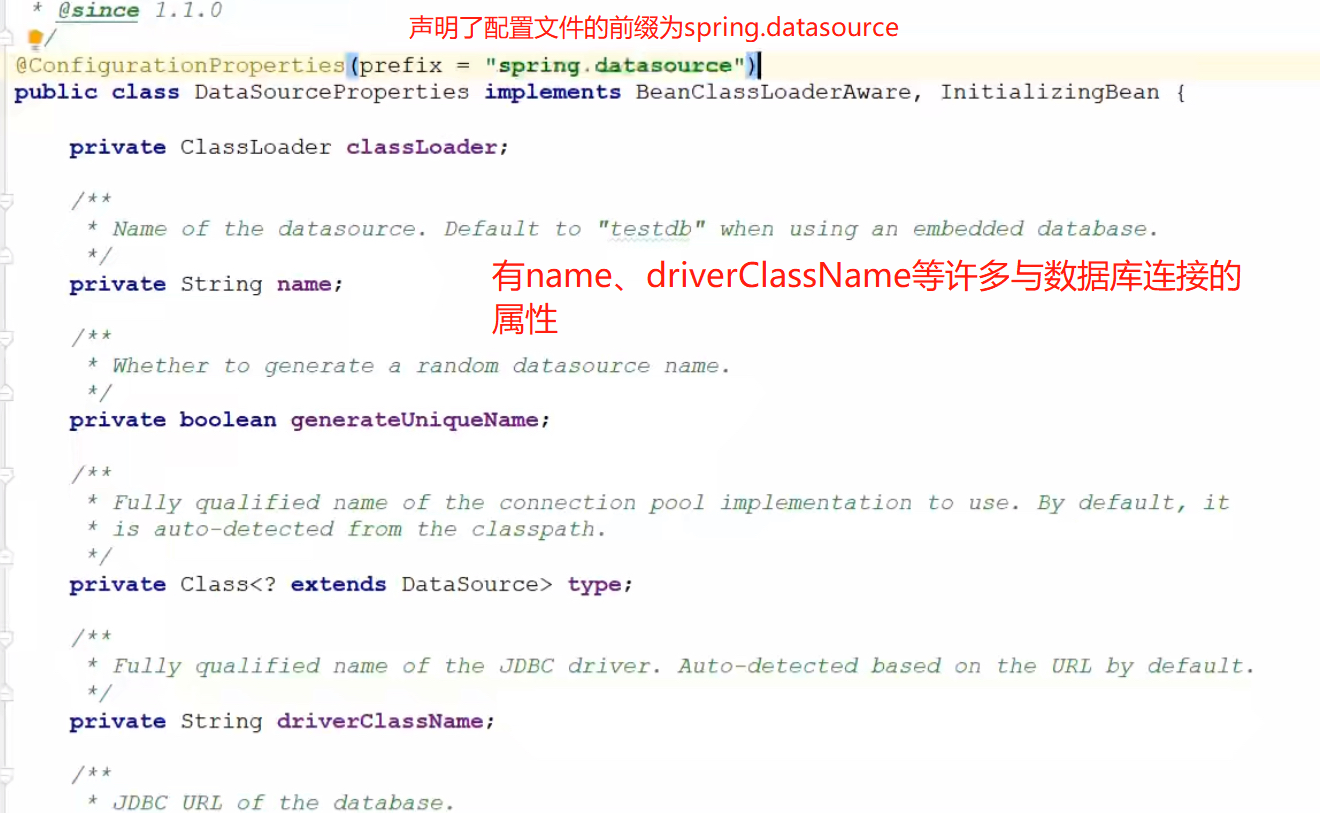 * @since 1.1.0
声明了配置文件的前缀为spring.datasource
*/
@ConfigurationProperties(prefix = "spring.datasource")
public class DataSourceProperties implements BeanClassLoaderAware, InitializingBean {
private ClassLoader classLoader;
/**
* Name of the datasource. Default to "testdb" when using an embedded database.
*/
private String name;
有name、driverClassName等许多与数据库连接的
属性
/**
* Whether to generate a random datasource name.
*/
private boolean generateUniqueName;
/**
* Fully qualified name of the connection pool implementation to use. By default, it
* is auto-detected from the classpath.
*/
private Class<? extends DataSource> type;
/**
* Fully qualified name of the JDBC driver. Auto-detected based on the URL by default.
*/
private String driverClassName;
/**
* JDBC URL of the database.